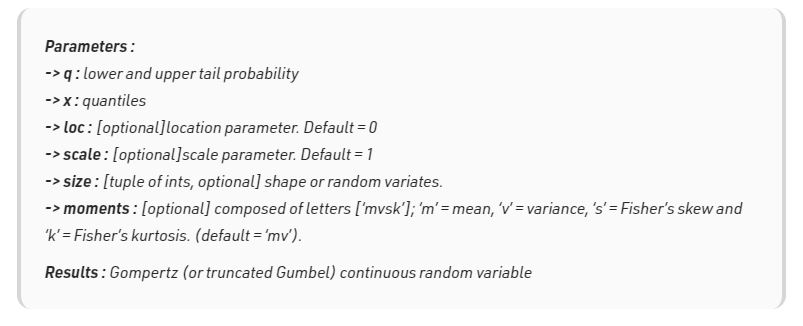 Parameters :
-> q : lower and upper tail probability
-> x : quantiles
-> loc : [optional]location parameter. Default = 0
-> scale : [optional]scale parameter. Default = 1
-> size : [tuple of ints, optional] shape or random variates.
-> moments : [optional] composed of letters [‘mvsk’]; ‘m’ = mean, ‘v’ = variance, ‘s’ = Fisher’s skew and
‘k’ = Fisher’s kurtosis. (default = ‘mv’).
Results : Gompertz (or truncated Gumbel) continuous random variable